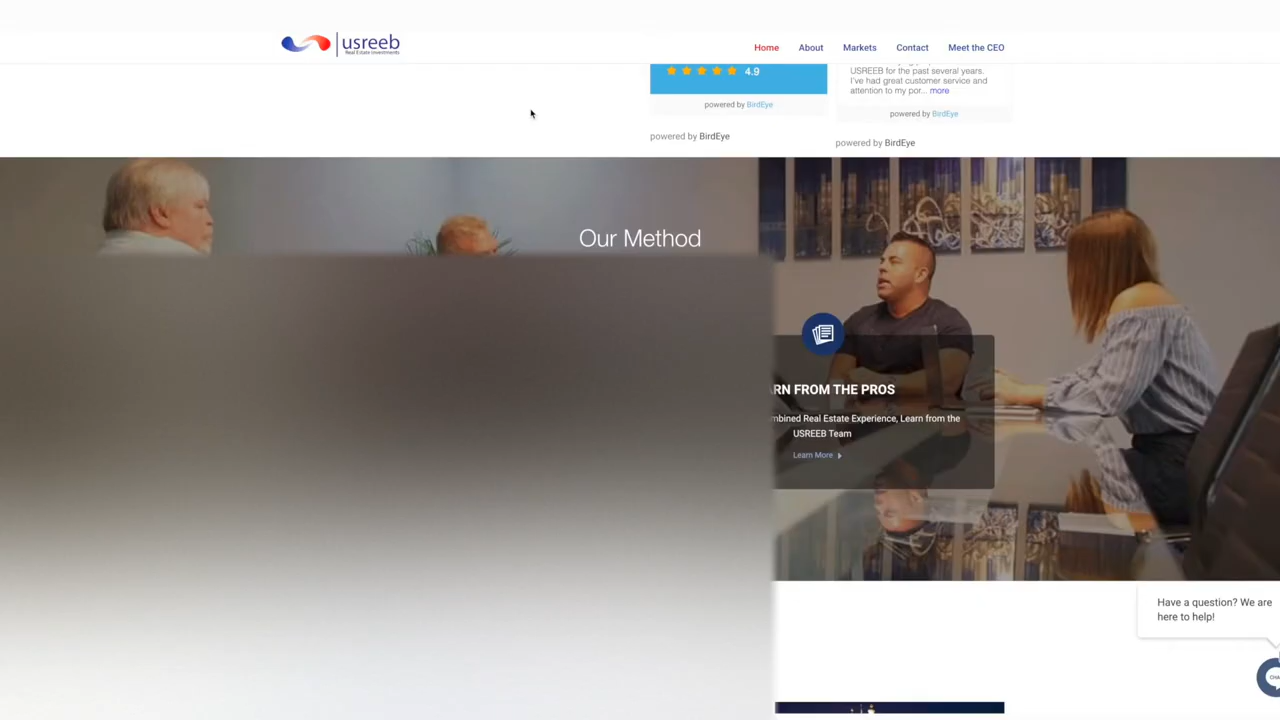 usreeb
Real Estate Investments
Home About Markets Contact Meet the CEO
4.9
powered by BirdEye
powered by BirdEye
USREEB for the past several years.
I've had great customer service and
attention to my por... more
powered by BirdEye
powered by BirdEye
Our Method
RN FROM THE PROS
mbined Real Estate Experience, Learn from the
USREEB Team
Learn More
Have a question? We are
here to help!